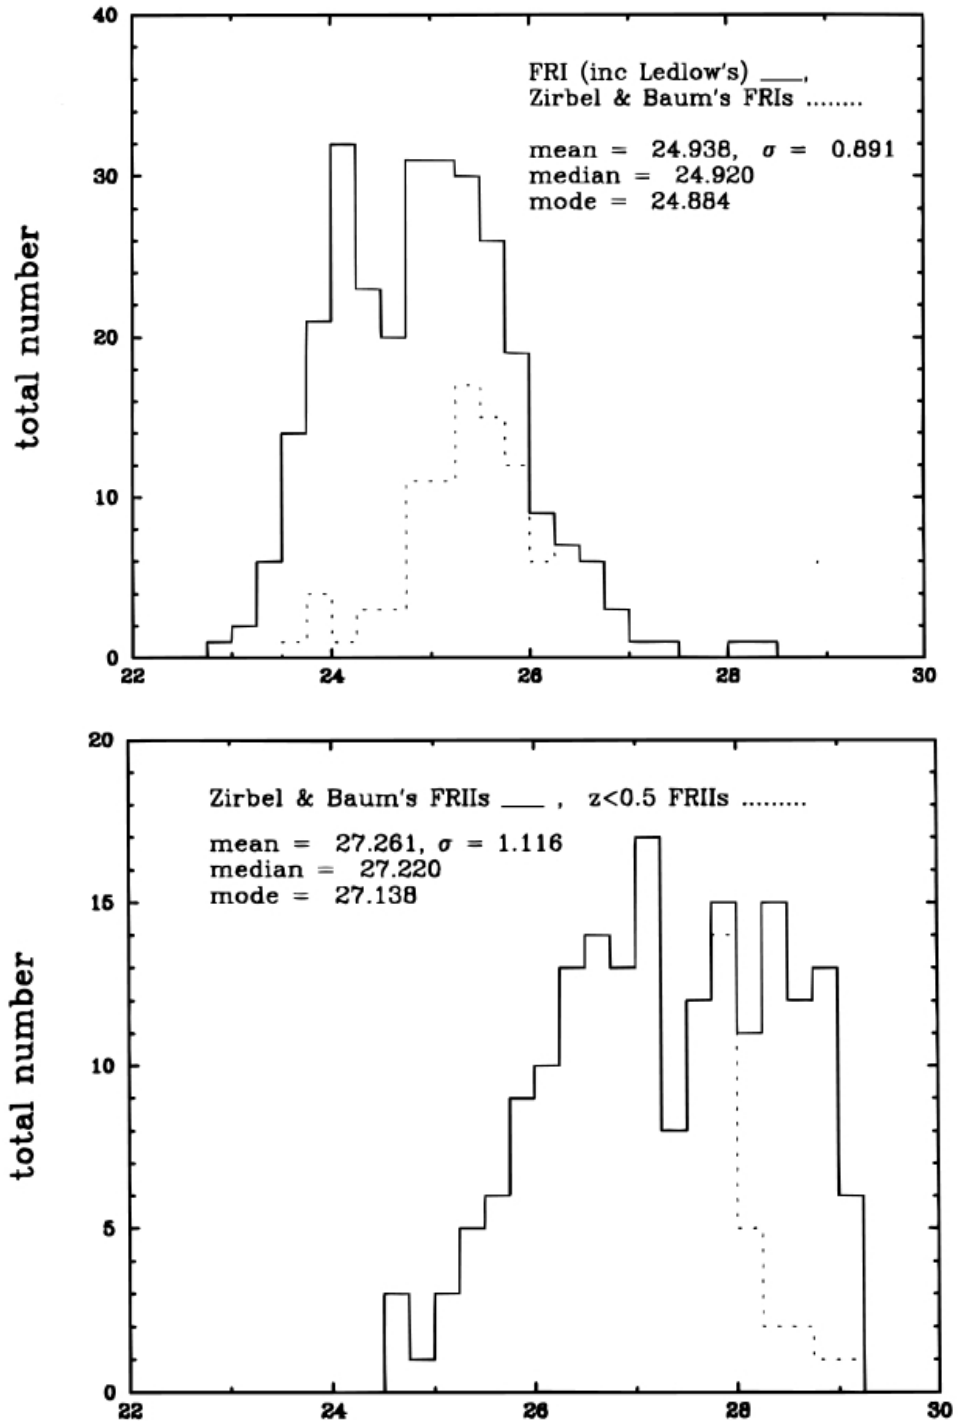 40
30
20
10
0
total number
FRI (inc Ledlow's) ___,
Zirbel & Baum's FRIs ........
mean = 24.938, σ = 0.891
median = 24.920
mode = 24.884
22 24 26 28 30
20
15
10
5
0
total number
Zirbel & Baum's FRIIs ___ , z<0.5 FRIIs .........
mean = 27.261, σ = 1.116
median = 27.220
mode = 27.138
22 24 26 28 30